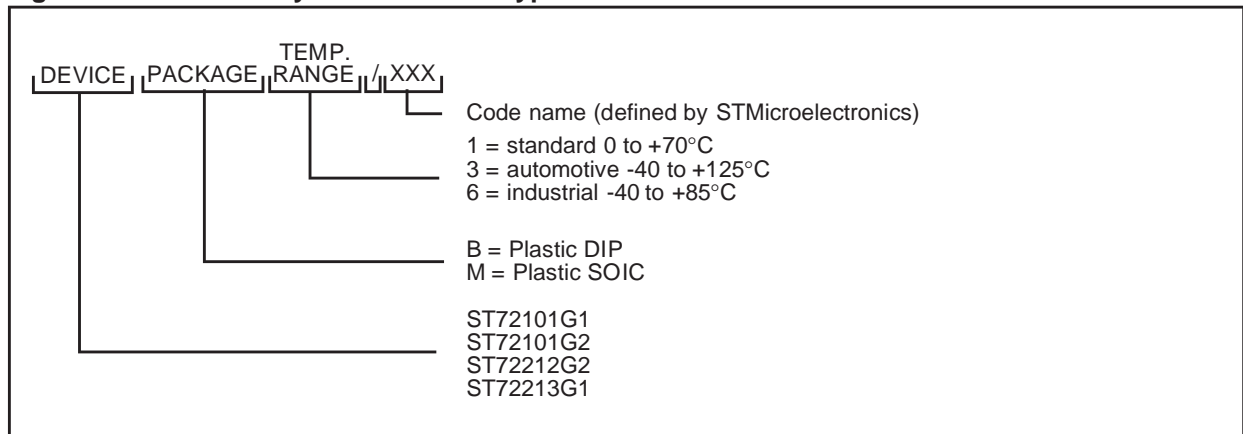 TEMP.
DEVICE PACKAGE RANGE / XXX
Code name (defined by STMicroelectronics)
1 = standard 0 to +70°C
3 = automotive -40 to +125°C
6 = industrial -40 to +85°C
B = Plastic DIP
M = Plastic SOIC
ST72101G1
ST72101G2
ST72212G2
ST72213G1